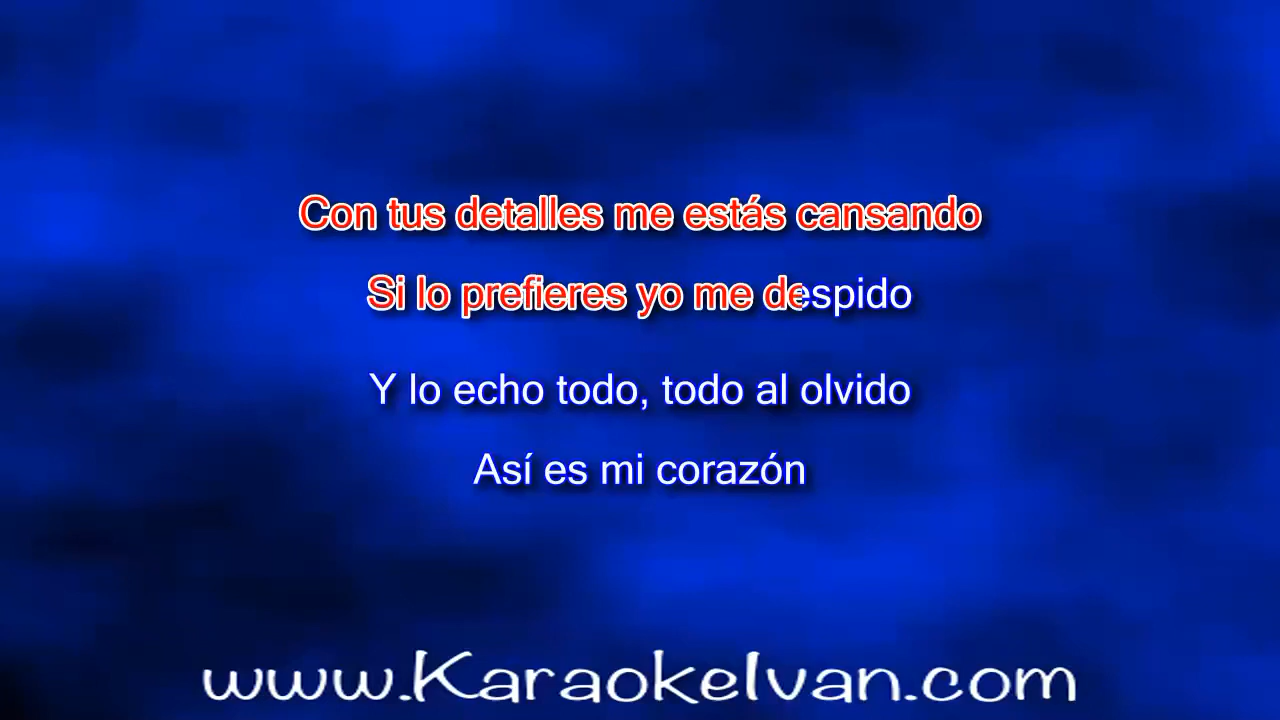 Con tus detalles me estás cansando
Si lo prefieres yo me despido
Y lo echo todo, todo al olvido
Así es mi corazón
www.KaraokeIvan.com